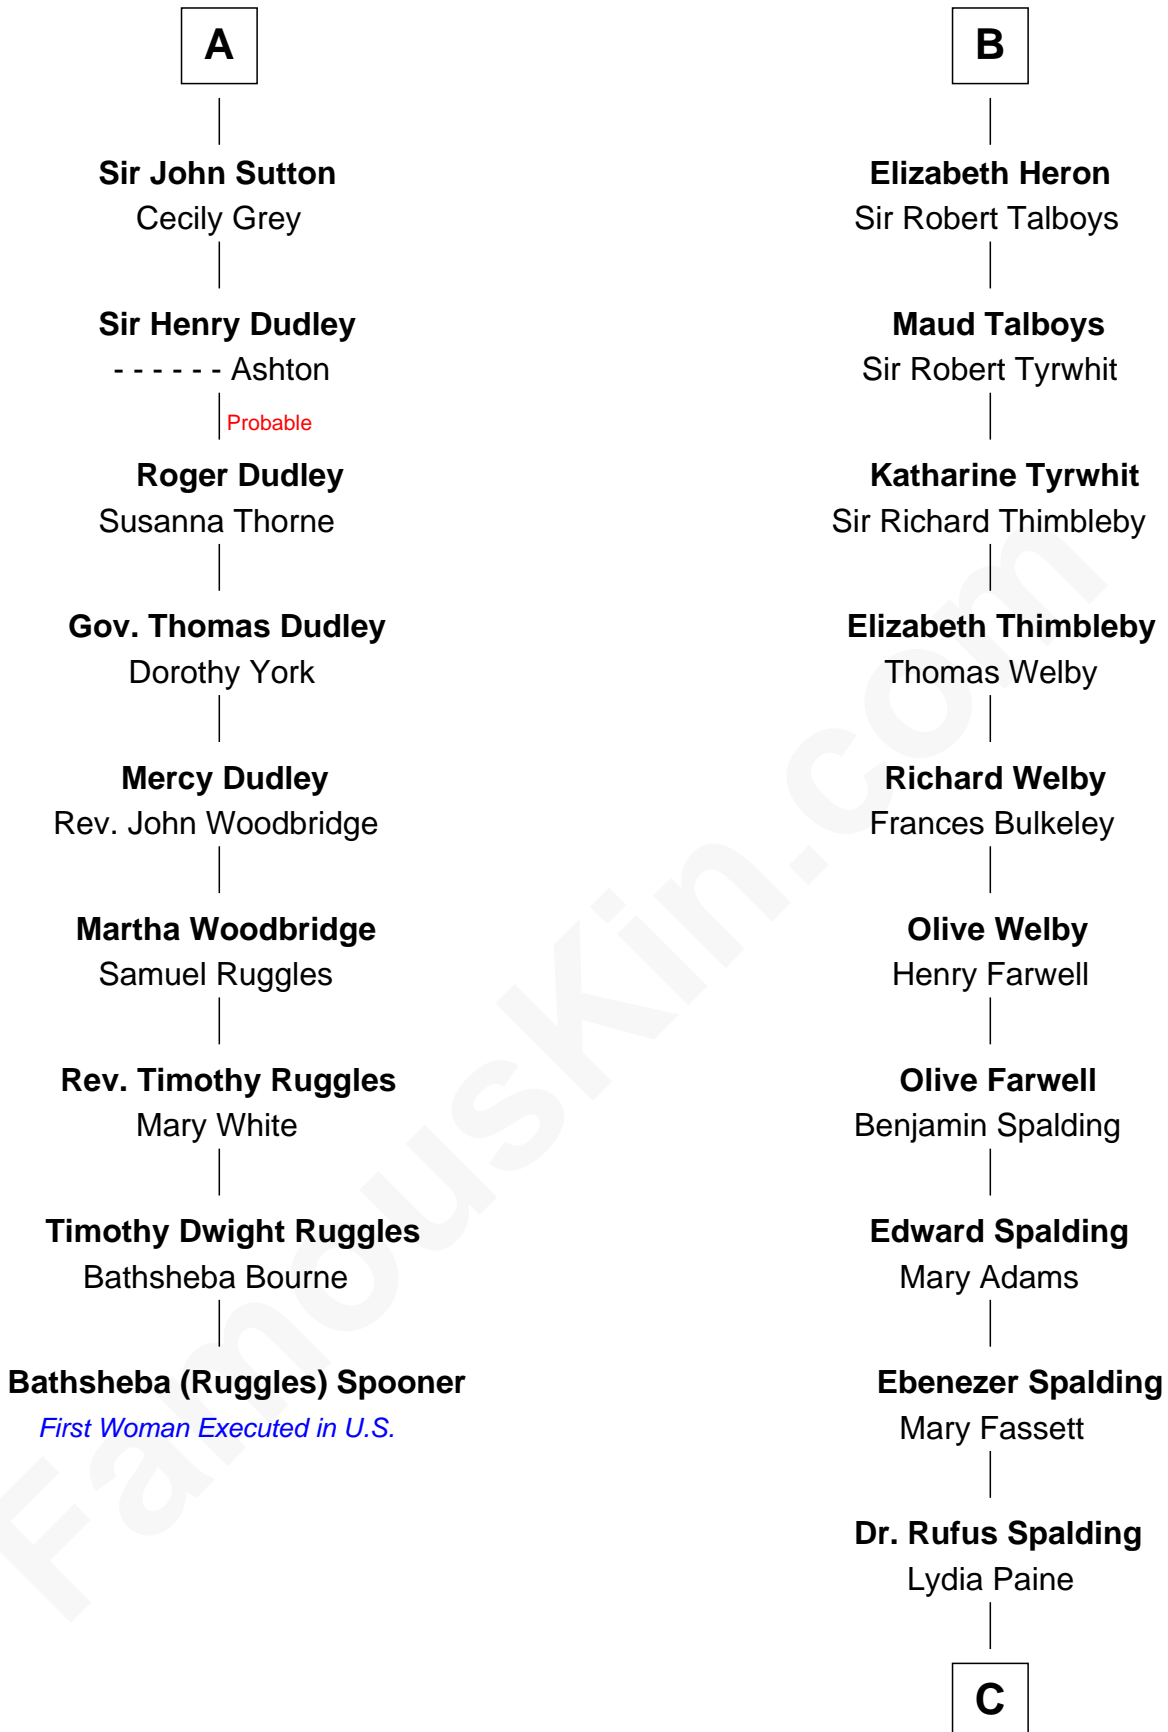 A
Sir John Sutton
Cecily Grey
Sir Henry Dudley
- - - - - - Ashton
Probable
Roger Dudley
Susanna Thorne
Gov. Thomas Dudley
Dorothy York
Mercy Dudley
Rev. John Woodbridge
Martha Woodbridge
Samuel Ruggles
Rev. Timothy Ruggles
Mary White
Timothy Dwight Ruggles
Bathsheba Bourne
Bathsheba (Ruggles) Spooner
First Woman Executed in U.S.
B
Elizabeth Heron
Sir Robert Talboys
Maud Talboys
Sir Robert Tyrwhit
Katharine Tyrwhit
Sir Richard Thimbleby
Elizabeth Thimbleby
Thomas Welby
Richard Welby
Frances Bulkeley
Olive Welby
Henry Farwell
Olive Farwell
Benjamin Spalding
Edward Spalding
Mary Adams
Ebenezer Spalding
Mary Fassett
Dr. Rufus Spalding
Lydia Paine
C
FamousKin.com